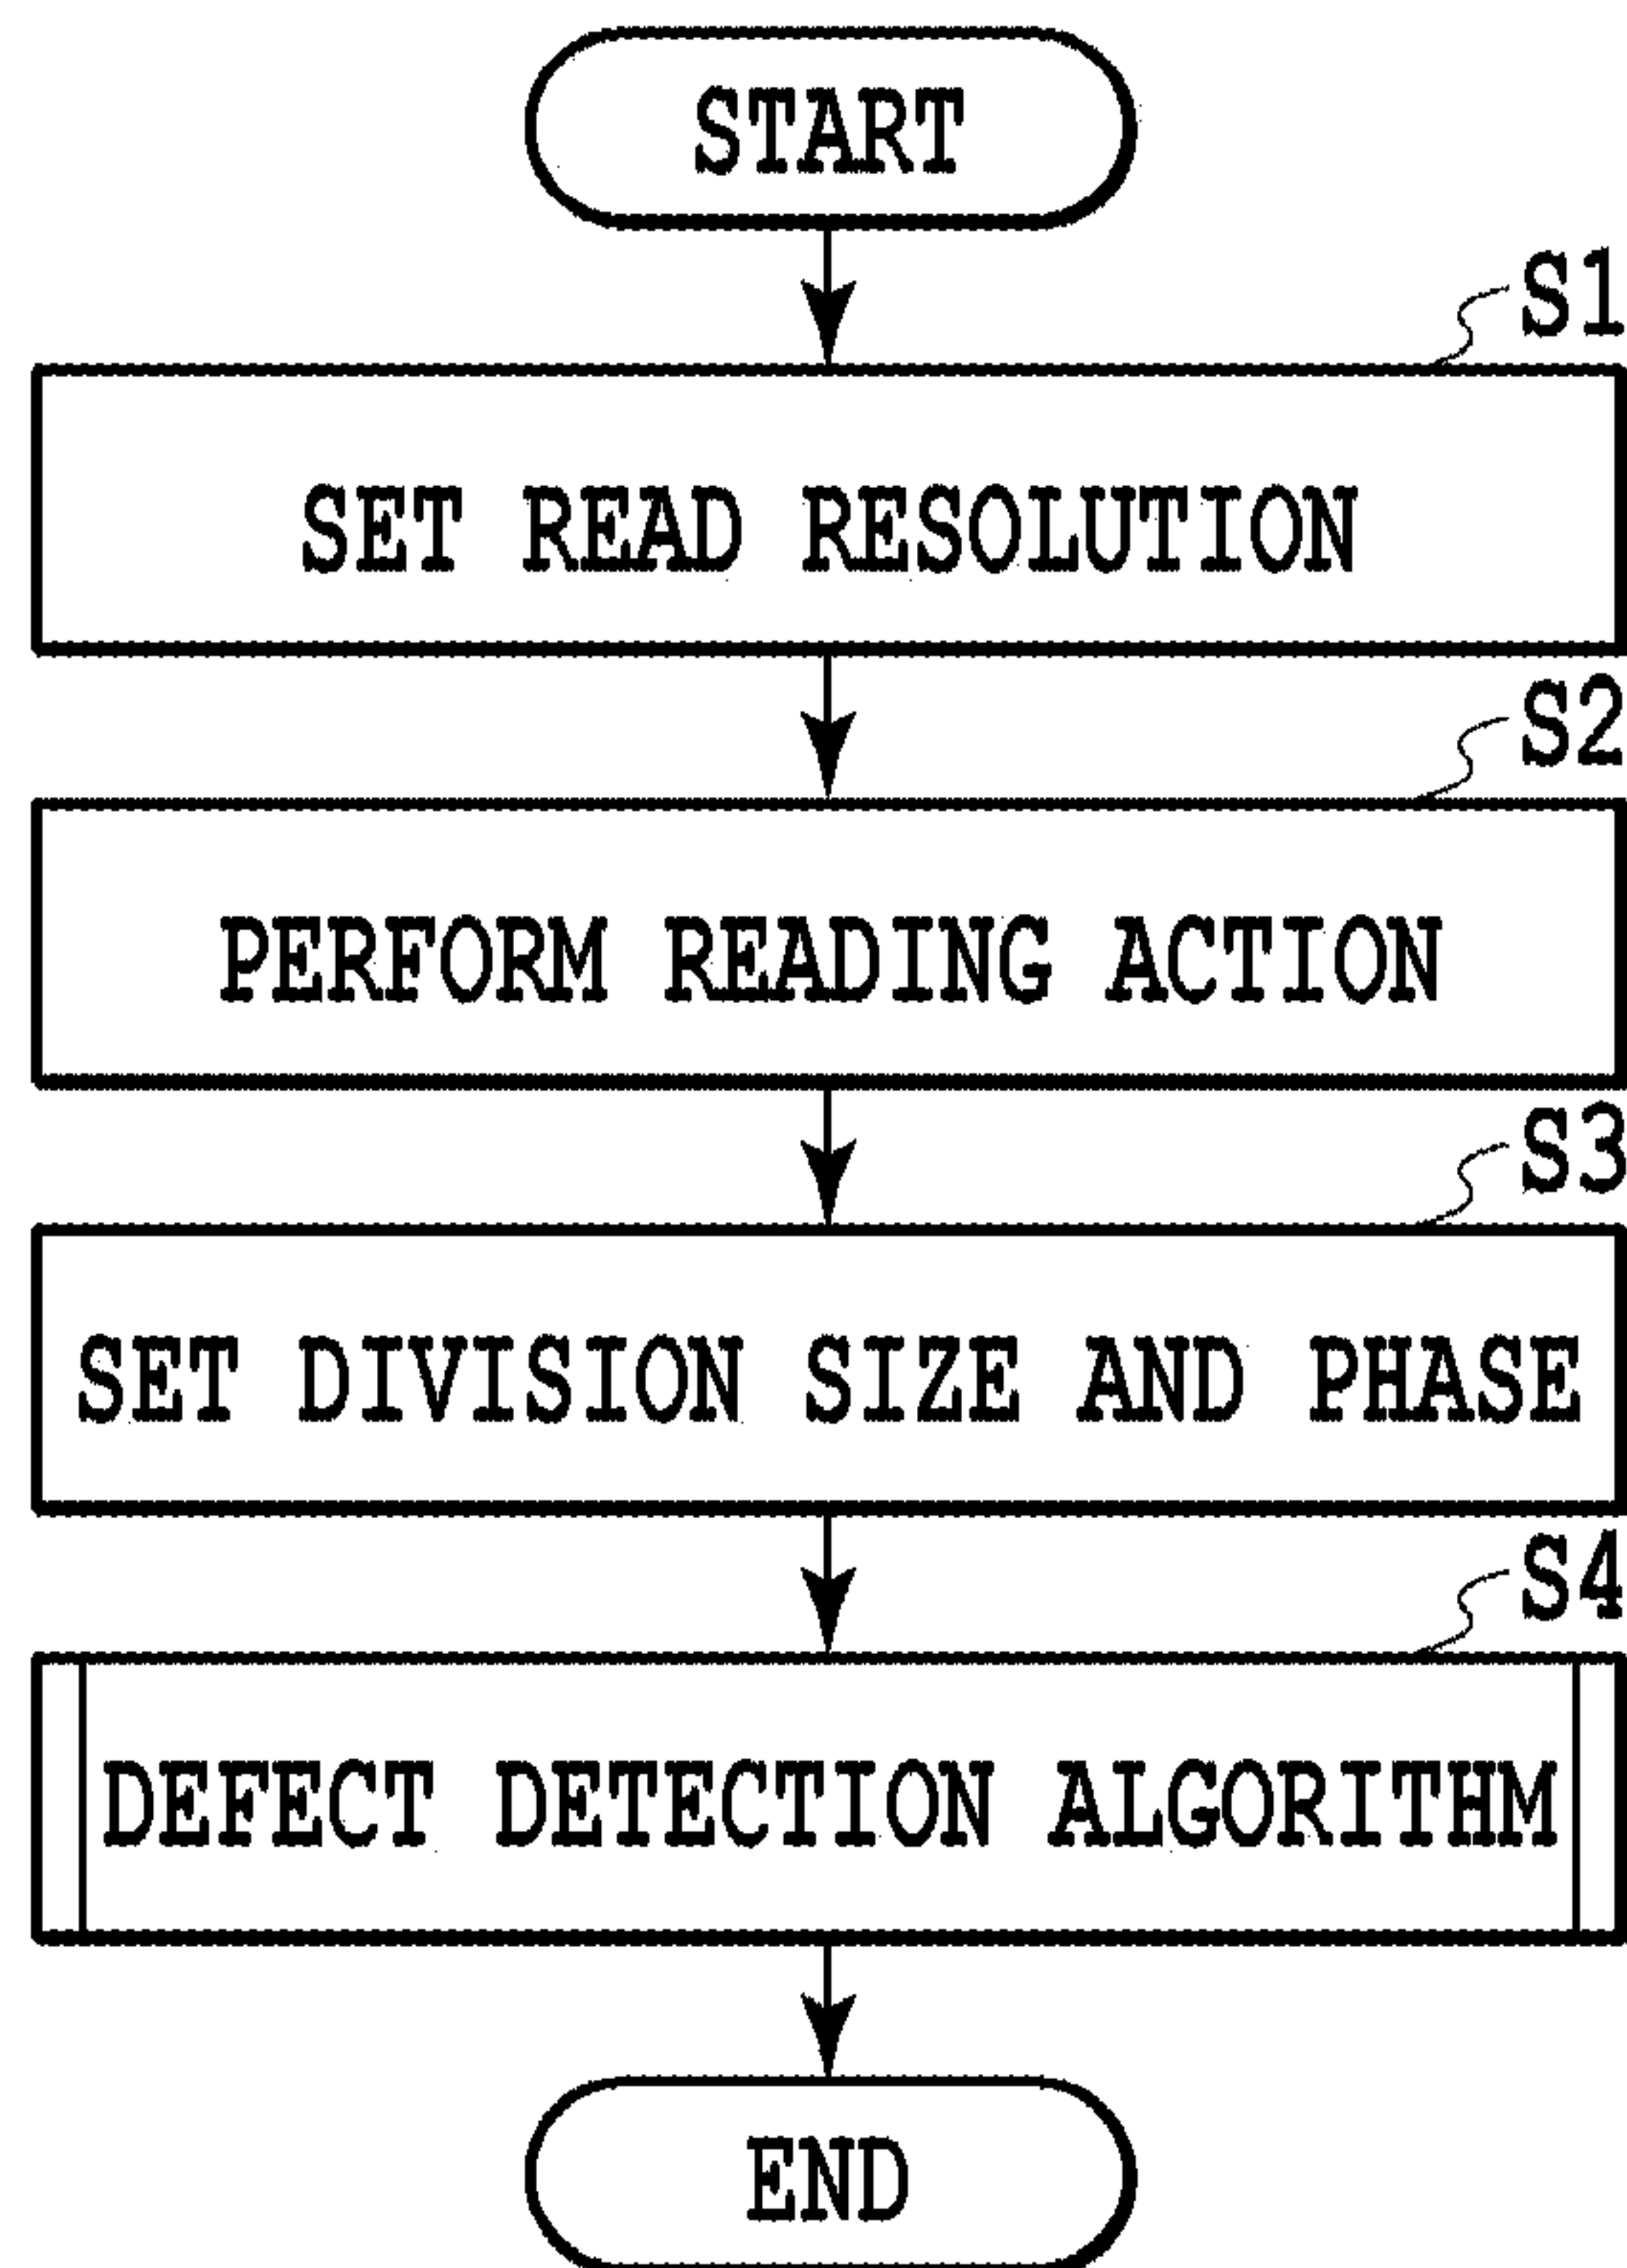 START
S1
SET READ RESOLUTION
S2
PERFORM READING ACTION
S3
SET DIVISION SIZE AND PHASE
S4
DEFECT DETECTION ALGORITHM
END